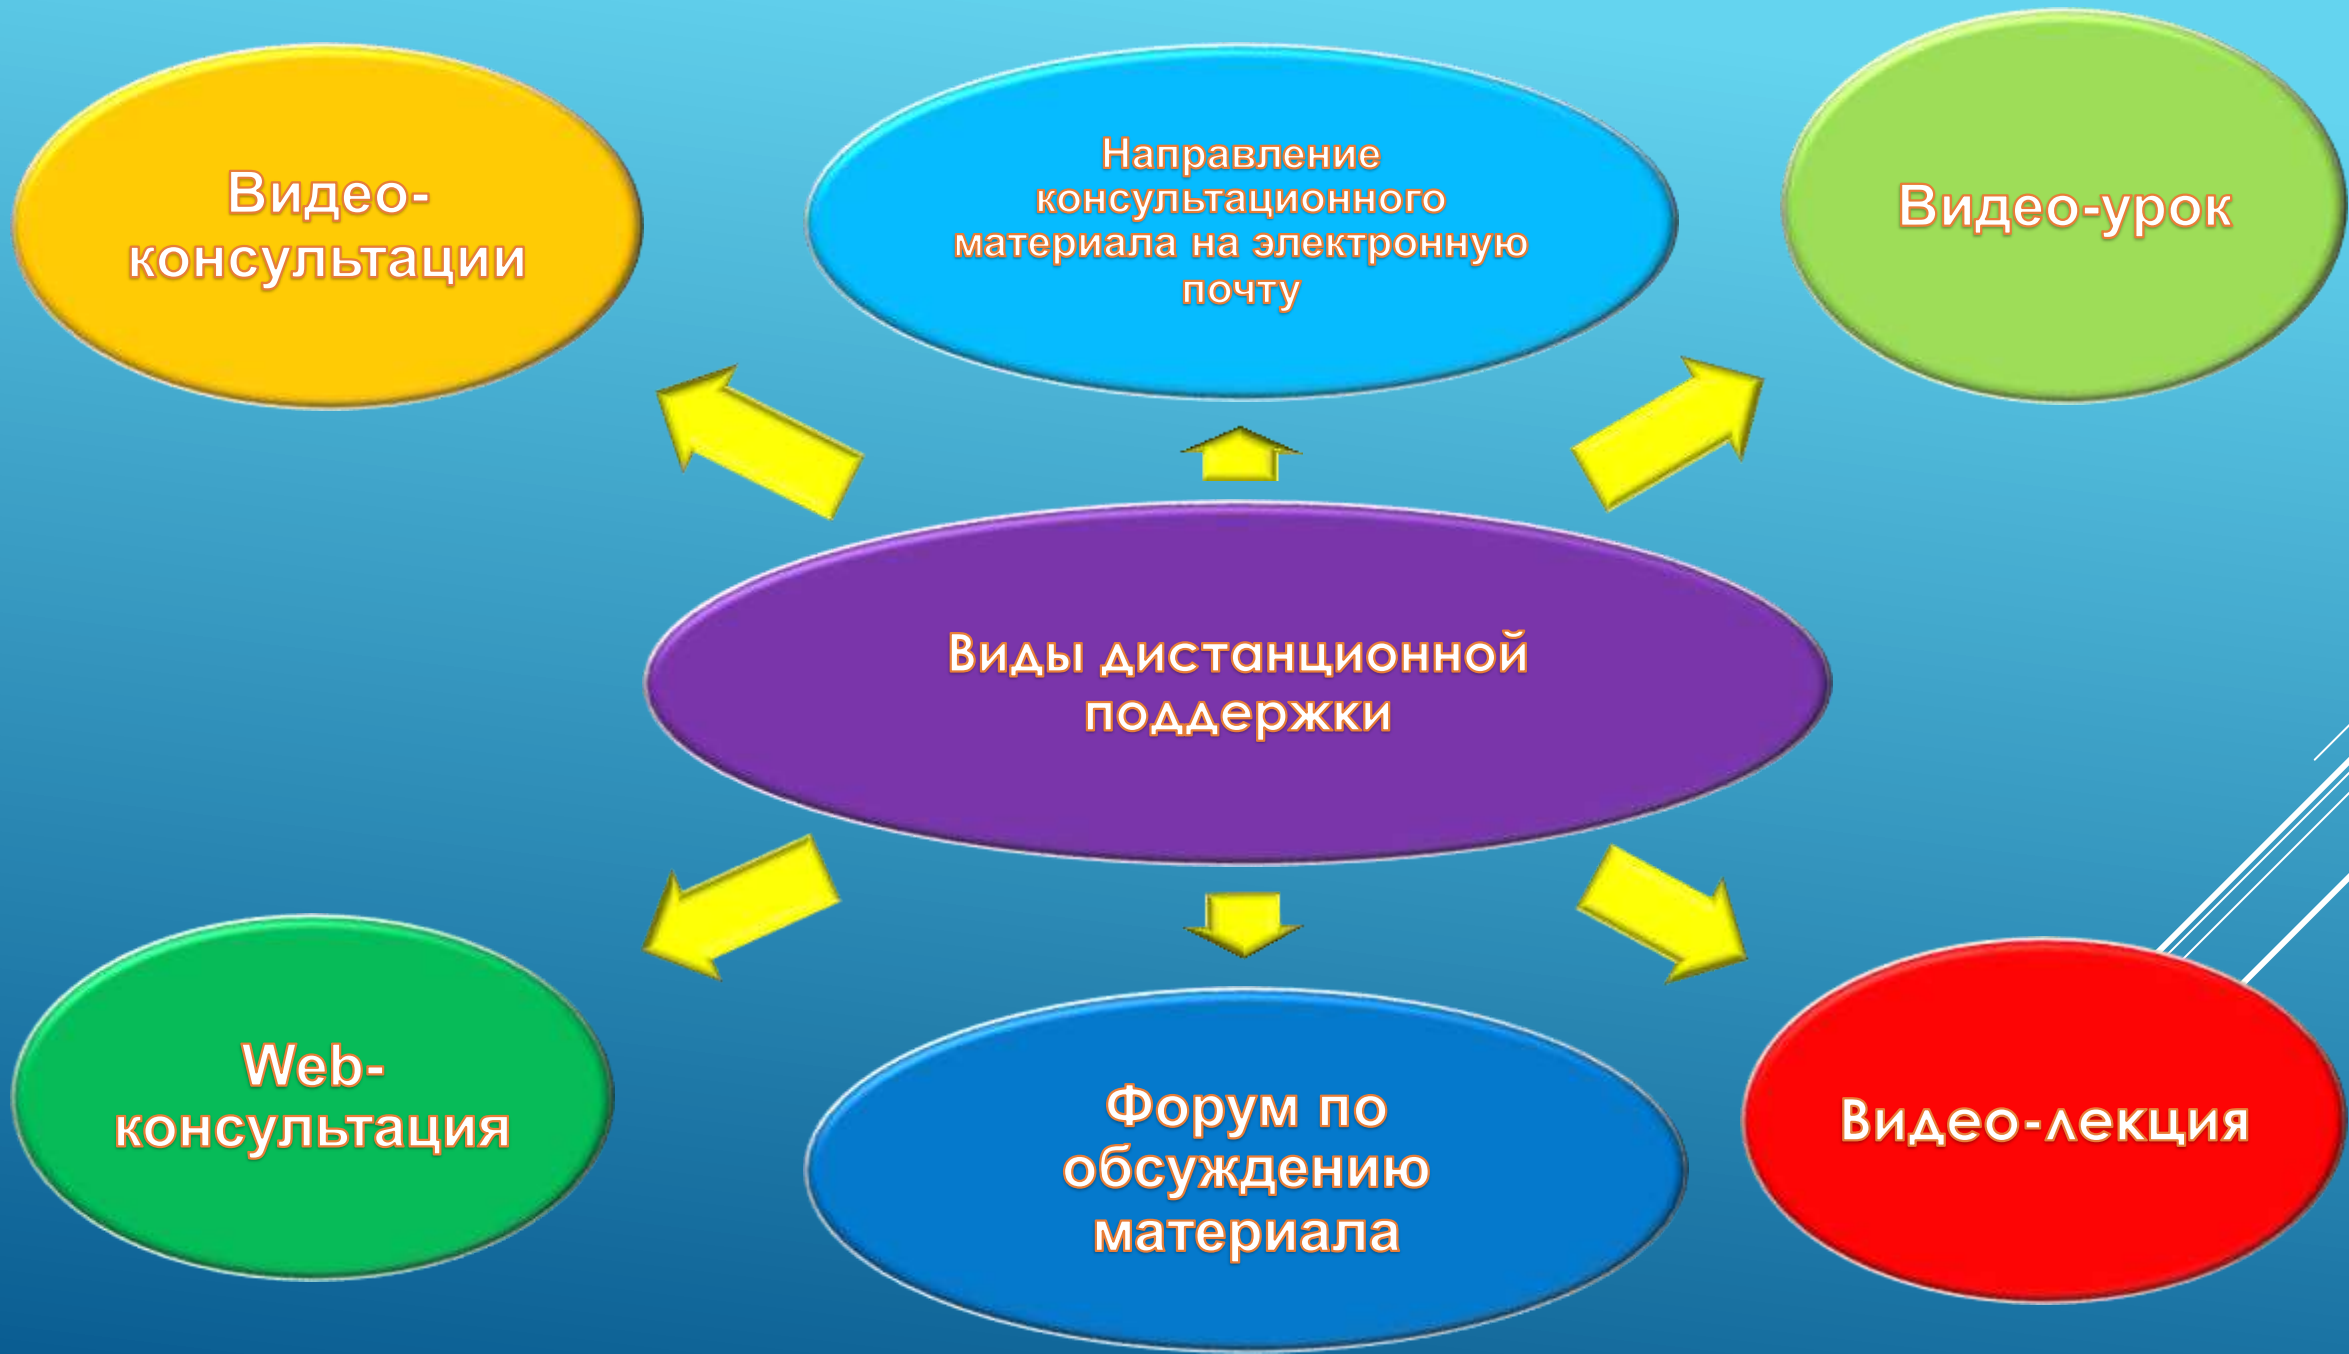 Видео-
консультации
Направление
консультационного
материала на электронную
почту
Видео-урок
Виды дистанционной
поддержки
Web-
консультация
Форум по
обсуждению
материала
Видео-лекция